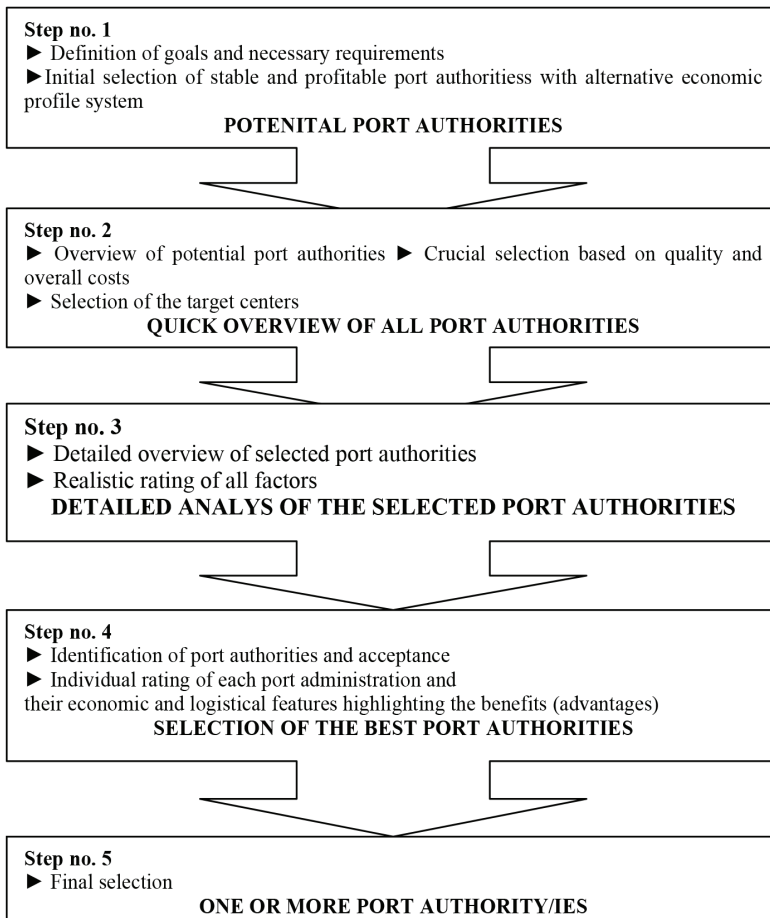 Step no. 1
► Definition of goals and necessary requirements
►Initial selection of stable and profitable port authoritiess with alternative economic
profile system
POTENITAL PORT AUTHORITIES
Step no. 2
► Overview of potential port authorities ► Crucial selection based on quality and
overall costs
► Selection of the target centers
QUICK OVERVIEW OF ALL PORT AUTHORITIES
Step no. 3
► Detailed overview of selected port authorities
► Realistic rating of all factors
DETAILED ANALYS OF THE SELECTED PORT AUTHORITIES
Step no. 4
► Identification of port authorities and acceptance
► Individual rating of each port administration and
their economic and logistical features highlighting the benefits (advantages)
SELECTION OF THE BEST PORT AUTHORITIES
Step no. 5
► Final selection
ONE OR MORE PORT AUTHORITY/IES